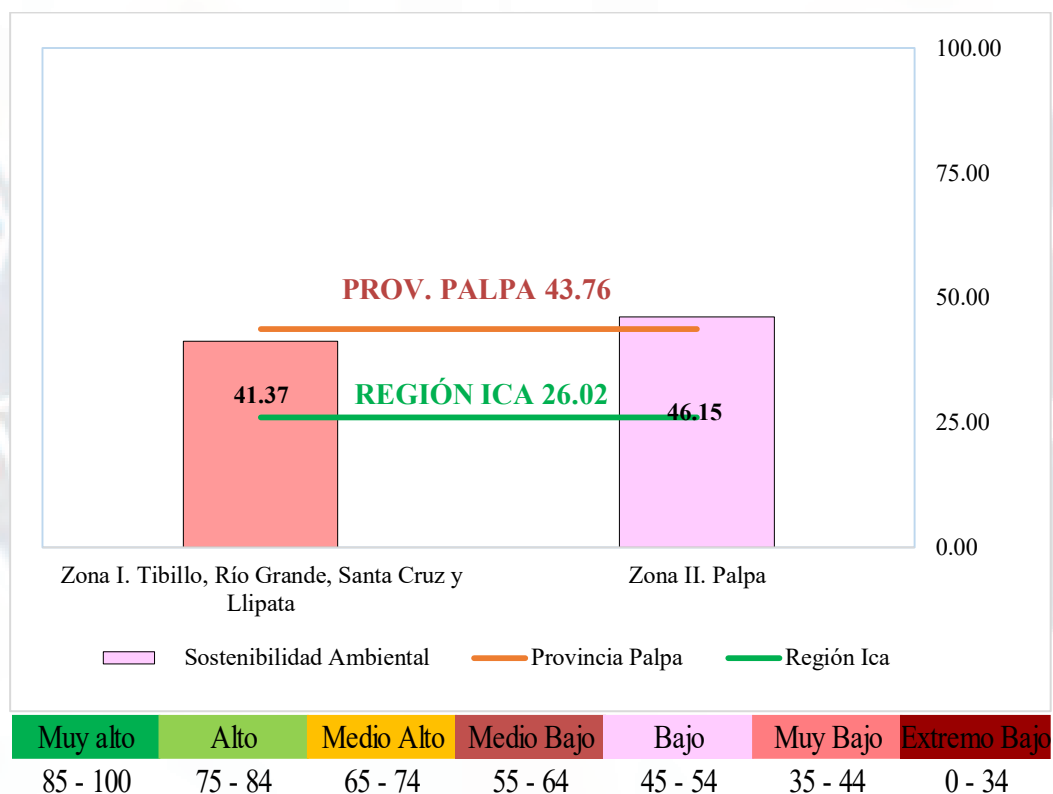 100.00
75.00
50.00
25.00
0.00
PROV. PALPA 43.76
41.37
REGIÓN ICA 26.02
46.15
Zona I. Tibillo, Río Grande, Santa Cruz y
Llipata
Zona II. Palpa
Sostenibilidad Ambiental
Provincia Palpa
Región Ica
Muy alto Alto Medio Alto Medio Bajo Bajo Muy Bajo Extremo Bajo
85 - 100 75 - 84 65 - 74 55 - 64 45 - 54 35 - 44 0 - 34